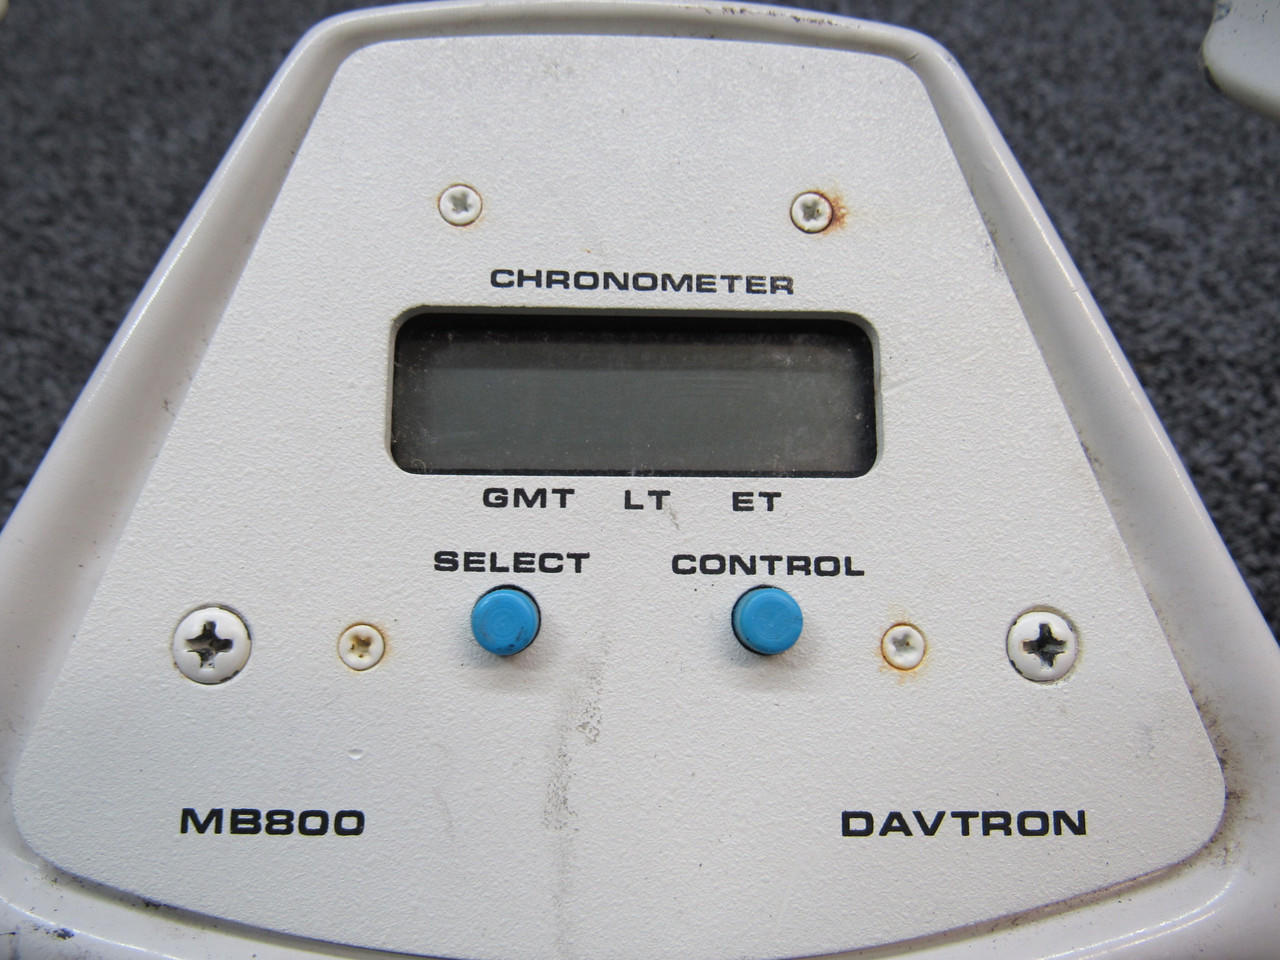 CHRONOMETER
GMT LT ET
SELECT CONTROL
MB800 DAVTRON